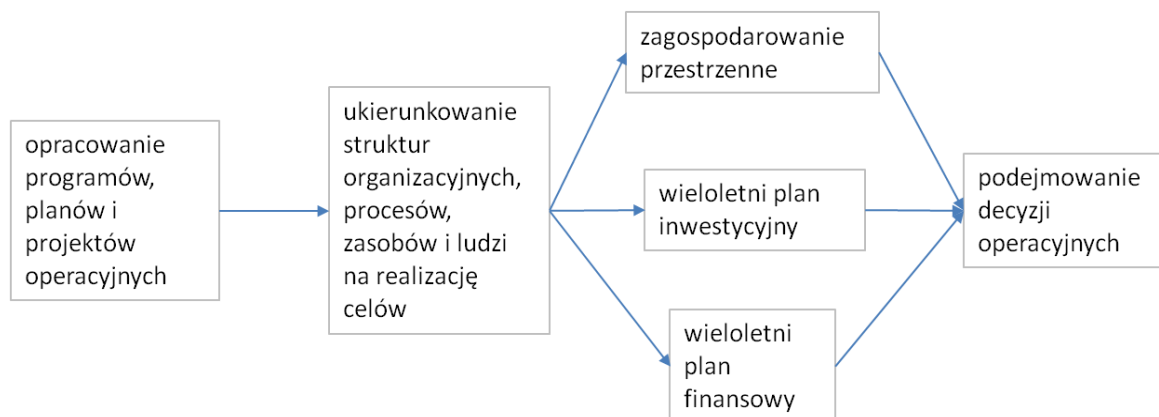 opracowanie
programów,
planów i
projektów
operacyjnych
ukierunkowanie
struktur
organizacyjnych,
procesów,
zasobów i ludzi
na realizację
celów
zagospodarowanie
przestrzenne
wieloletni plan
inwestycyjny
wieloletni
plan
finansowy
podejmowanie
decyzji
operacyjnych